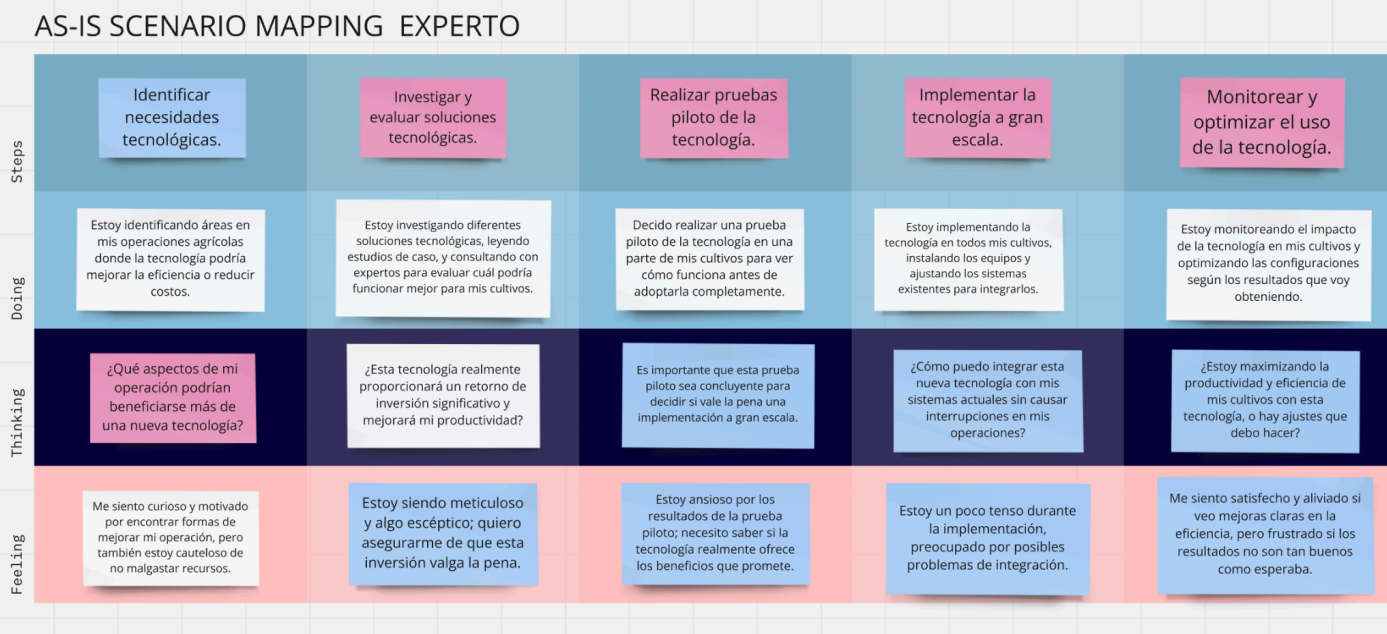 AS-IS SCENARIO MAPPING EXPERTO
Steps
Identificar
necesidades
tecnológicas.
Investigar y
evaluar soluciones
tecnológicas.
Realizar pruebas
piloto de la
tecnología.
Implementar la
tecnología a gran
escala.
Monitorear y
optimizar el uso
de la tecnología.
Doing
Estoy identificando áreas en
mis operaciones agrícolas
donde la tecnología podría
mejorar la eficiencia o reducir
costos.
Estoy investigando diferentes
soluciones tecnológicas, leyendo
estudios de caso, y consultando con
expertos para evaluar cuál podría
funcionar mejor para mis cultivos.
Decido realizar una prueba
piloto de la tecnología en una
parte de mis cultivos para ver
cómo funciona antes de
adoptarla completamente.
Estoy implementando la
tecnología en todos mis cultivos,
instalando los equipos y
ajustando los sistemas
existentes para integrarlos.
Estoy monitoreando el impacto
de la tecnología en mis cultivos y
optimizando las configuraciones
según los resultados que voy
obteniendo.
Thinking
¿Qué aspectos de mi
operación podrían
beneficiarse más de
una nueva tecnología?
¿Esta tecnología realmente
proporcionará un retorno de
inversión significativo y
mejorará mi productividad?
Es importante que esta prueba
piloto sea concluyente para
decidir si vale la pena una
implementación a gran escala.
¿Cómo puedo integrar esta
nueva tecnología con mis
sistemas actuales sin causar
interrupciones en mis
operaciones?
¿Estoy maximizando la
productividad y eficiencia de
mis cultivos con esta
tecnología, o hay ajustes que
debo hacer?
Feeling
Me siento curioso y motivado
por encontrar formas de
mejorar mi operación, pero
también estoy cauteloso de
no malgastar recursos.
Estoy siendo meticuloso
y algo escéptico; quiero
asegurarme de que esta
inversión valga la pena.
Estoy ansioso por los
resultados de la prueba
piloto; necesito saber si la
tecnología realmente ofrece
los beneficios que promete.
Estoy un poco tenso durante
la implementación,
preocupado por posibles
problemas de integración.
Me siento satisfecho y aliviado si
veo mejoras claras en la
eficiencia, pero frustrado si los
resultados no son tan buenos
como esperaba.